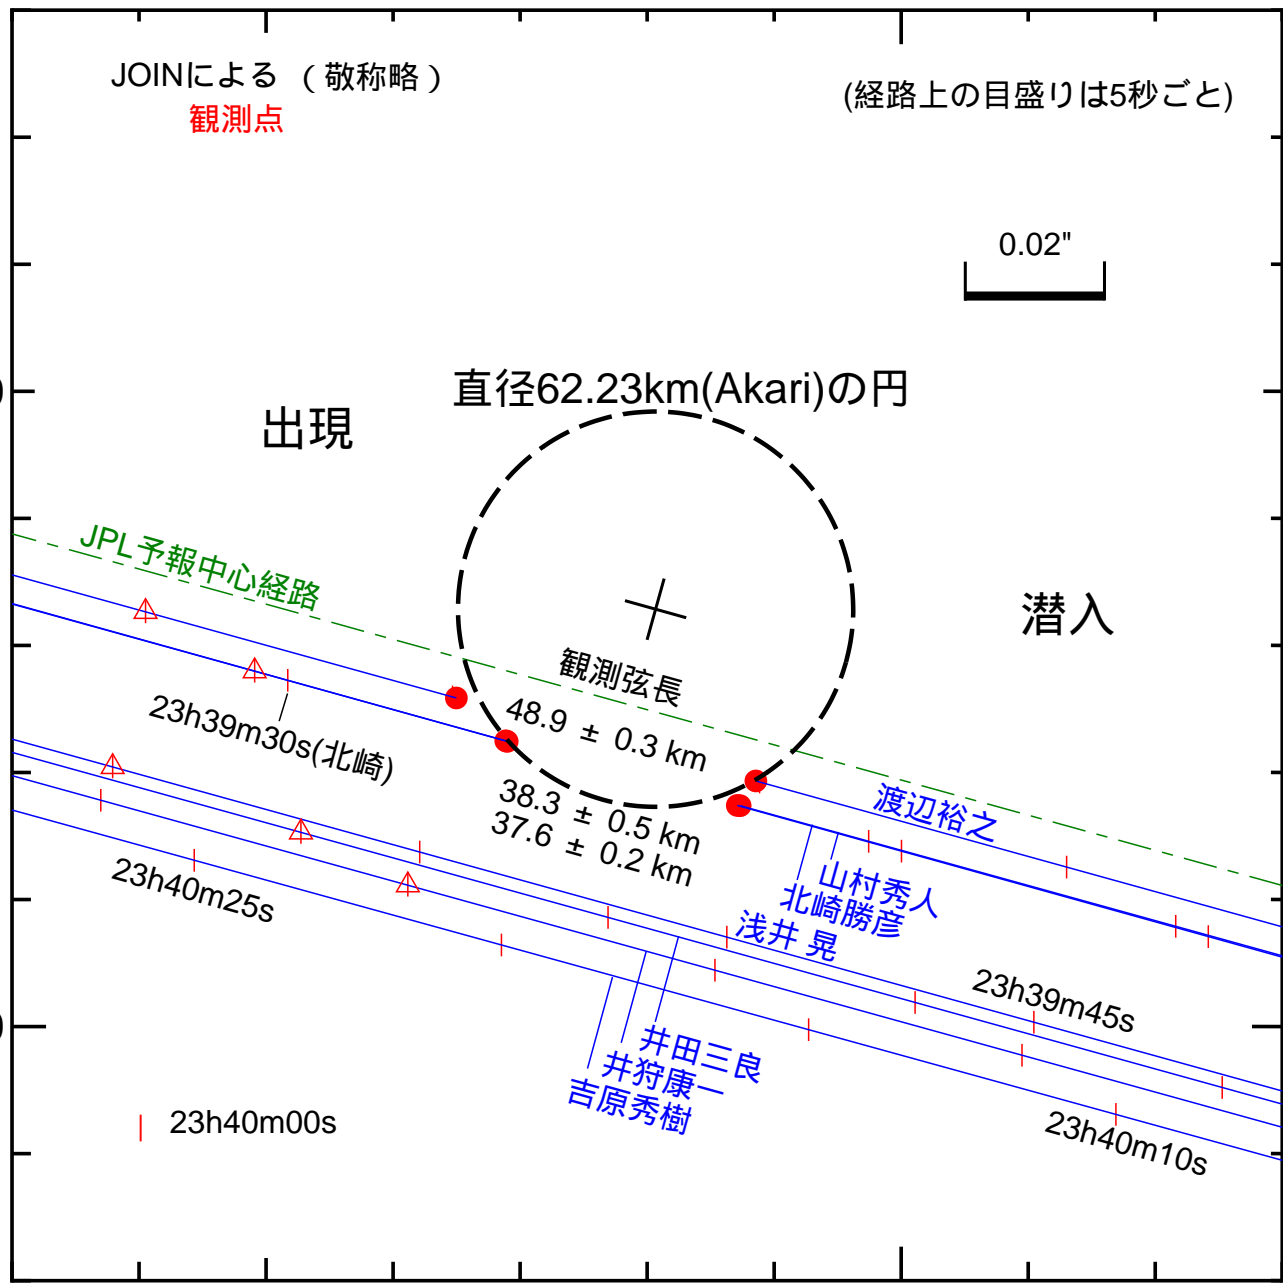 JOINによる （敬称略）
観測点
(経路上の目盛りは5秒ごと)
0.02"
直径62.23km(Akari)の円
出現
JPL予報中心経路
潜入
観測弦長
48.9 ± 0.3 km
23h39m30s(北崎)
38.3 ± 0.5 km
37.6 ± 0.2 km
渡辺裕之
山村秀人
北崎勝彦
浅井 晃
23h40m25s
23h39m45s
井田三良
井狩康一
吉原秀樹
23h40m00s
23h40m10s